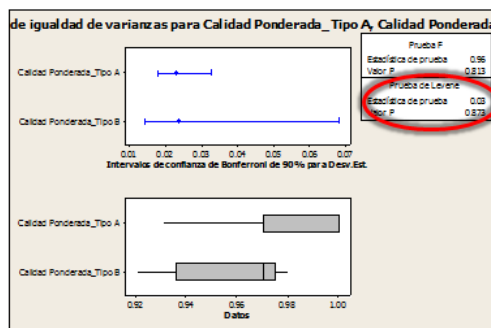 de igualdad de varianzas para Calidad Ponderada_ Tipo A, Calidad Ponderada
Prueba F
Estadística de prueba 0.96
Valor P 0.813
Prueba de Levene
Estadística de prueba 0.03
Valor P 0.873
Calidad Ponderada_Tipo A
Calidad Ponderada_Tipo B
0.01 0.02 0.03 0.04 0.05 0.06 0.07
Intervalos de confianza de Bonferroni de 90% para Desv.Est.
Calidad Ponderada_Tipo A
Calidad Ponderada_Tipo B
0.92 0.94 0.96 0.98 1.00
Datos